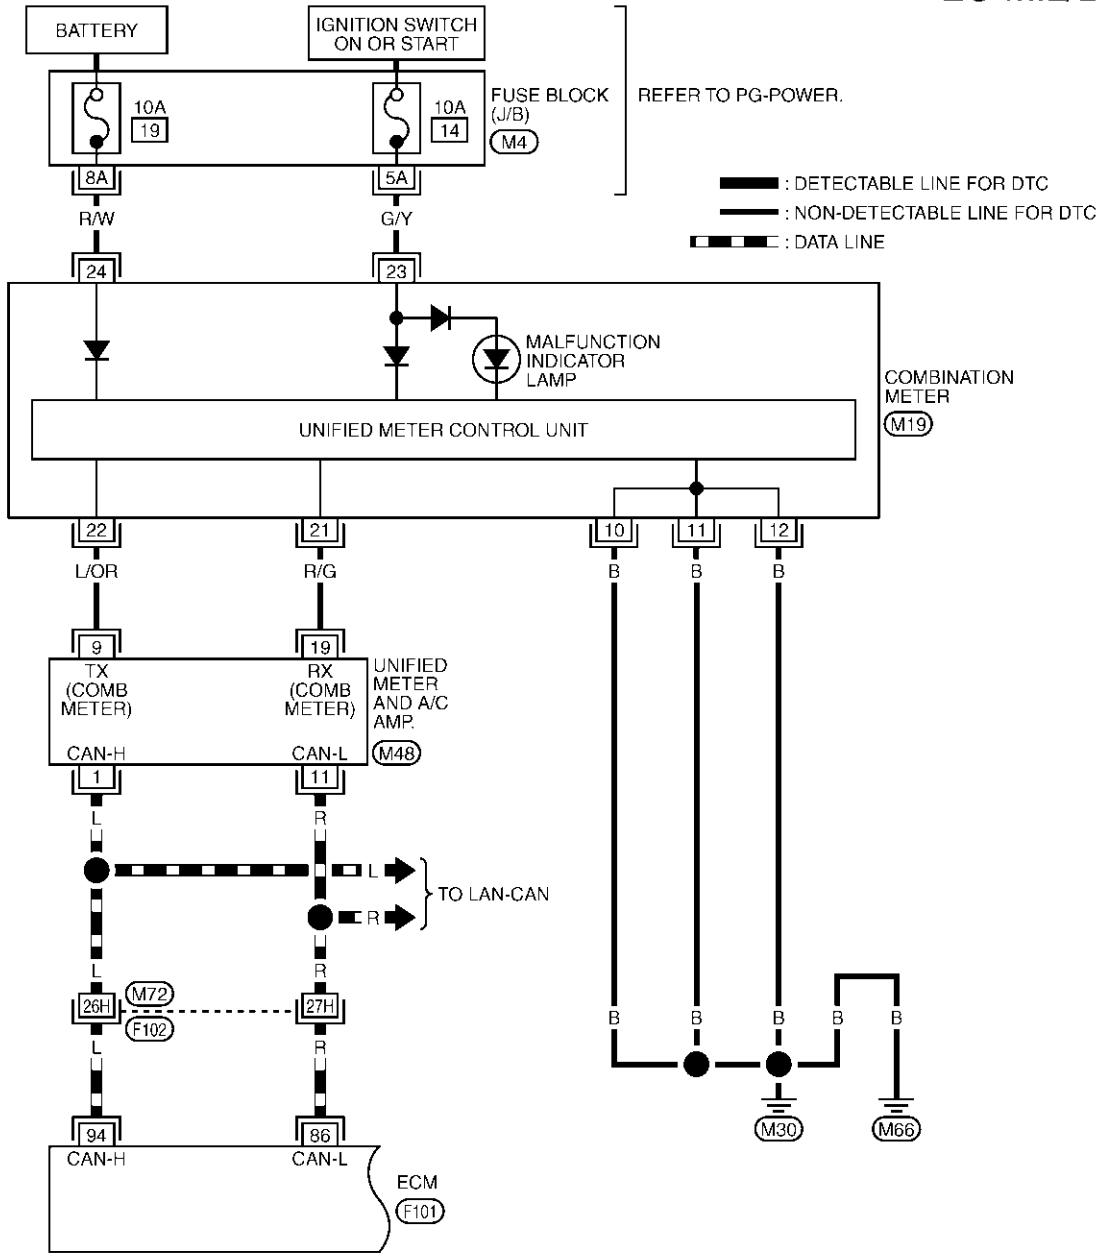 BATTERY
IGNITION SWITCH
ON OR START
10A
19
10A
14
FUSE BLOCK
(J/B)
M4
REFER TO PG-POWER.
8A
5A
: DETECTABLE LINE FOR DTC
: NON-DETECTABLE LINE FOR DTC
: DATA LINE
R/W
G/Y
24
23
MALFUNCTION
INDICATOR
LAMP
COMBINATION
METER
M19
UNIFIED METER CONTROL UNIT
22
21
10
11
12
L/OR
R/G
B
B
B
9
19
TX
(COMB
METER)
RX
(COMB
METER)
UNIFIED
METER
AND A/C
AMP.
M48
CAN-H
CAN-L
1
11
L
R
L
R
TO LAN-CAN
L
R
26H
M72
F102
27H
L
R
B
B
B
B
B
94
86
M30
M66
CAN-H
CAN-L
ECM
F101